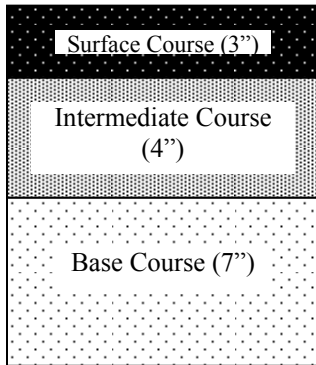 Surface Course (3”)
Intermediate Course
(4”)
Base Course (7”)